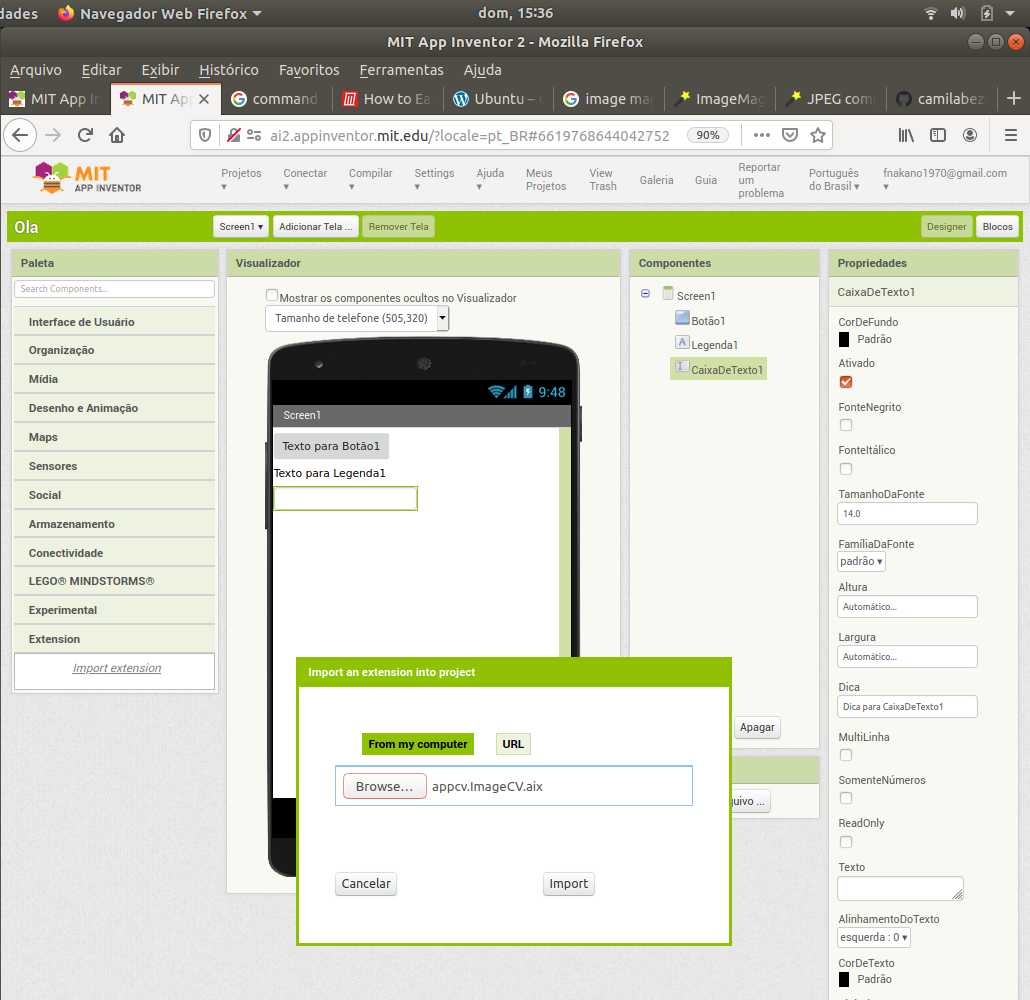 dades Navegador Web Firefox dom, 15:36
MIT App Inventor 2 - Mozilla Firefox
Arquivo Editar Exibir Histórico Favoritos Ferramentas Ajuda
MIT App In MIT App command How to Ea Ubuntu – image ma ImageMag JPEG com camilabez
ai2.appinventor.mit.edu/?locale=pt_BR#6619768644042752 90%
MIT
APP INVENTOR
Projetos Conectar Compilar Settings Ajuda Meus Projetos View Trash Galeria Guia Reportar um problema Português do Brasil fnakano1970@gmail.com
Ola Screen1 Adicionar Tela ... Remover Tela Designer Blocos
Paleta
Search Components...
Interface de Usuário
Organização
Mídia
Desenho e Animação
Maps
Sensores
Social
Armazenamento
Conectividade
LEGO® MINDSTORMS®
Experimental
Extension
Import extension
Visualizador
Mostrar os componentes ocultos no Visualizador
Tamanho de telefone (505,320)
9:48
Screen1
Texto para Botão1
Texto para Legenda1
Import an extension into project
From my computer URL
Browse... appcv.ImageCV.aix
Cancelar Import
Componentes
Screen1
Botão1
Legenda1
CaixaDeTexto1
Apagar
quivo ...
Propriedades
CaixaDeTexto1
CorDeFundo
Padrão
Ativado
FonteNegrito
FonteItálico
TamanhoDaFonte
14.0
FamíliaDaFonte
padrão
Altura
Automático...
Largura
Automático...
Dica
Dica para CaixaDeTexto1
MultiLinha
SomenteNúmeros
ReadOnly
Texto
AlinhamentoDoTexto
esquerda : 0
CorDeTexto
Padrão